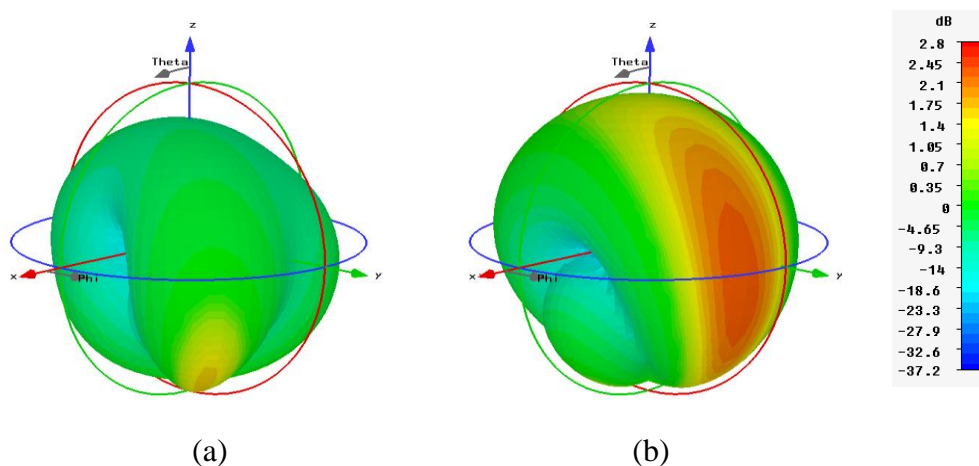 z
Theta
x
Phi
y
(a)
z
Theta
x
Phi
y
(b)
dB
2.8
2.45
2.1
1.75
1.4
1.05
0.7
0.35
0
-4.65
-9.3
-14
-18.6
-23.3
-27.9
-32.6
-37.2